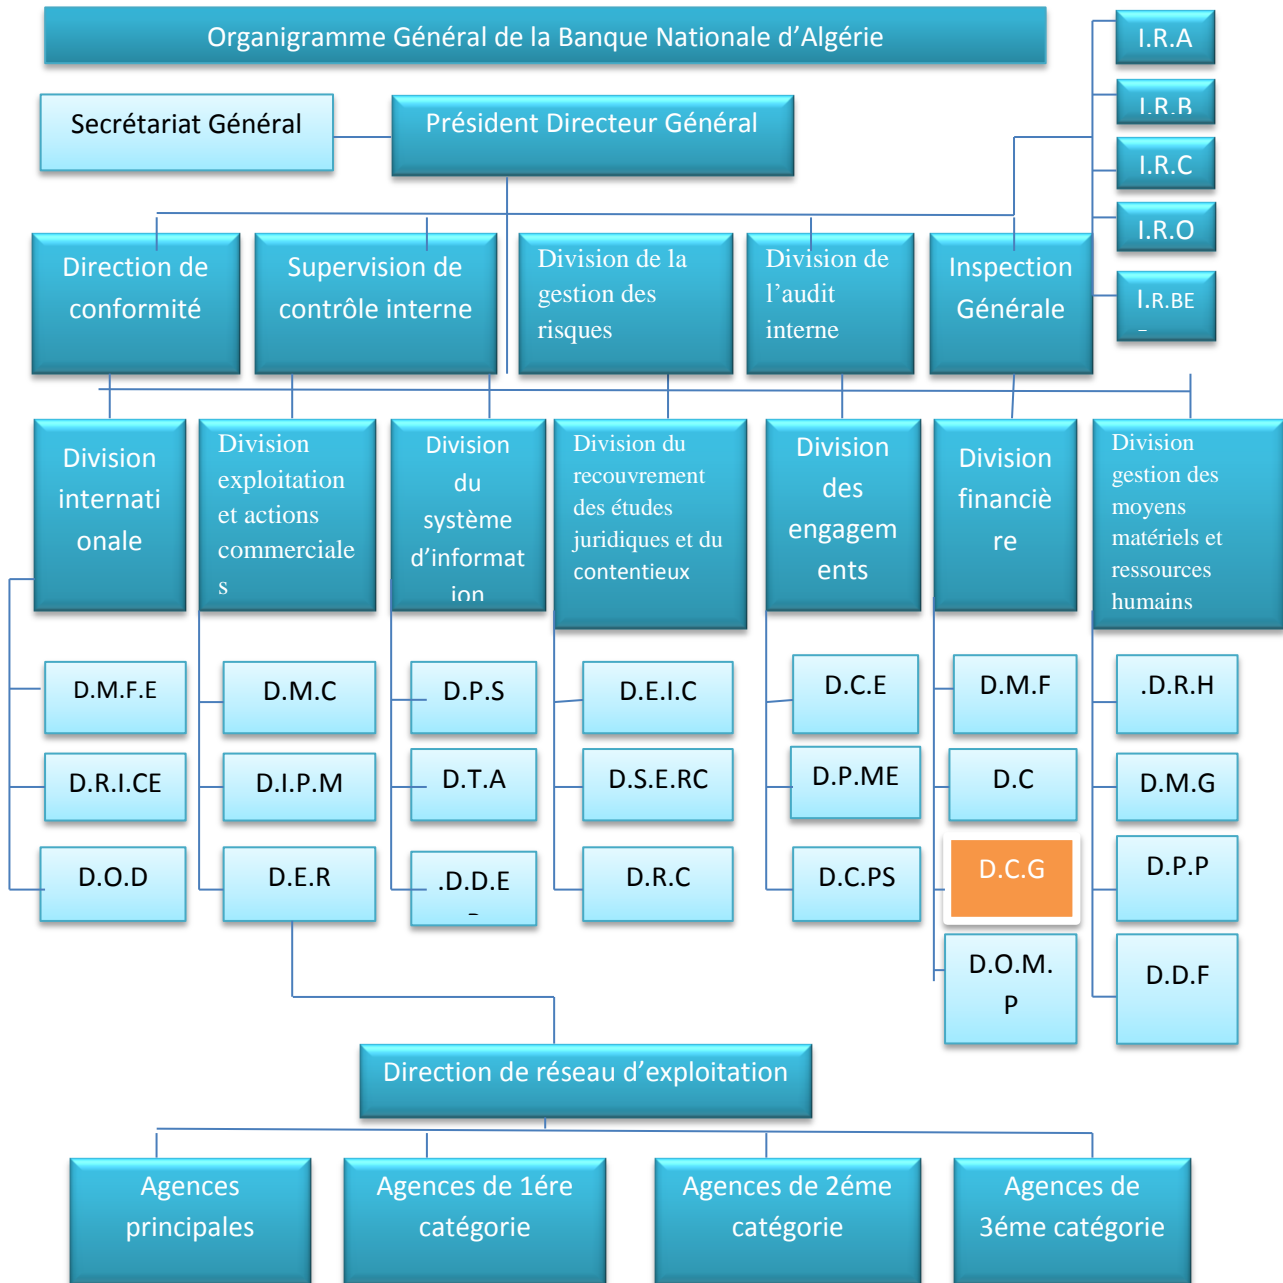 Organigramme Général de la Banque Nationale d'Algérie
I.R.A
I.R.B
I.R.C
I.R.O
I.R.BE
Secrétariat Général
Président Directeur Général
Direction de
conformité
Supervision de
contrôle interne
Division de la
gestion des
risques
Division de
l'audit
interne
Inspection
Générale
Division
internati
onale
Division
exploitation
et actions
commerciale
s
Division
du
système
d'informat
ion
Division du
recouvrement
des études
juridiques et du
contentieux
Division
des
engagem
ents
Division
financiè
re
Division
gestion des
moyens
matériels et
ressources
humains
D.M.F.E
D.M.C
D.P.S
D.E.I.C
D.C.E
D.M.F
.D.R.H
D.R.I.CE
D.I.P.M
D.T.A
D.S.E.RC
D.P.ME
D.C
D.M.G
D.O.D
D.E.R
.D.D.E
D.R.C
D.C.PS
D.C.G
D.P.P
D.O.M.
P
D.D.F
Direction de réseau d'exploitation
Agences
principales
Agences de 1ére
catégorie
Agences de 2éme
catégorie
Agences de
3éme catégorie